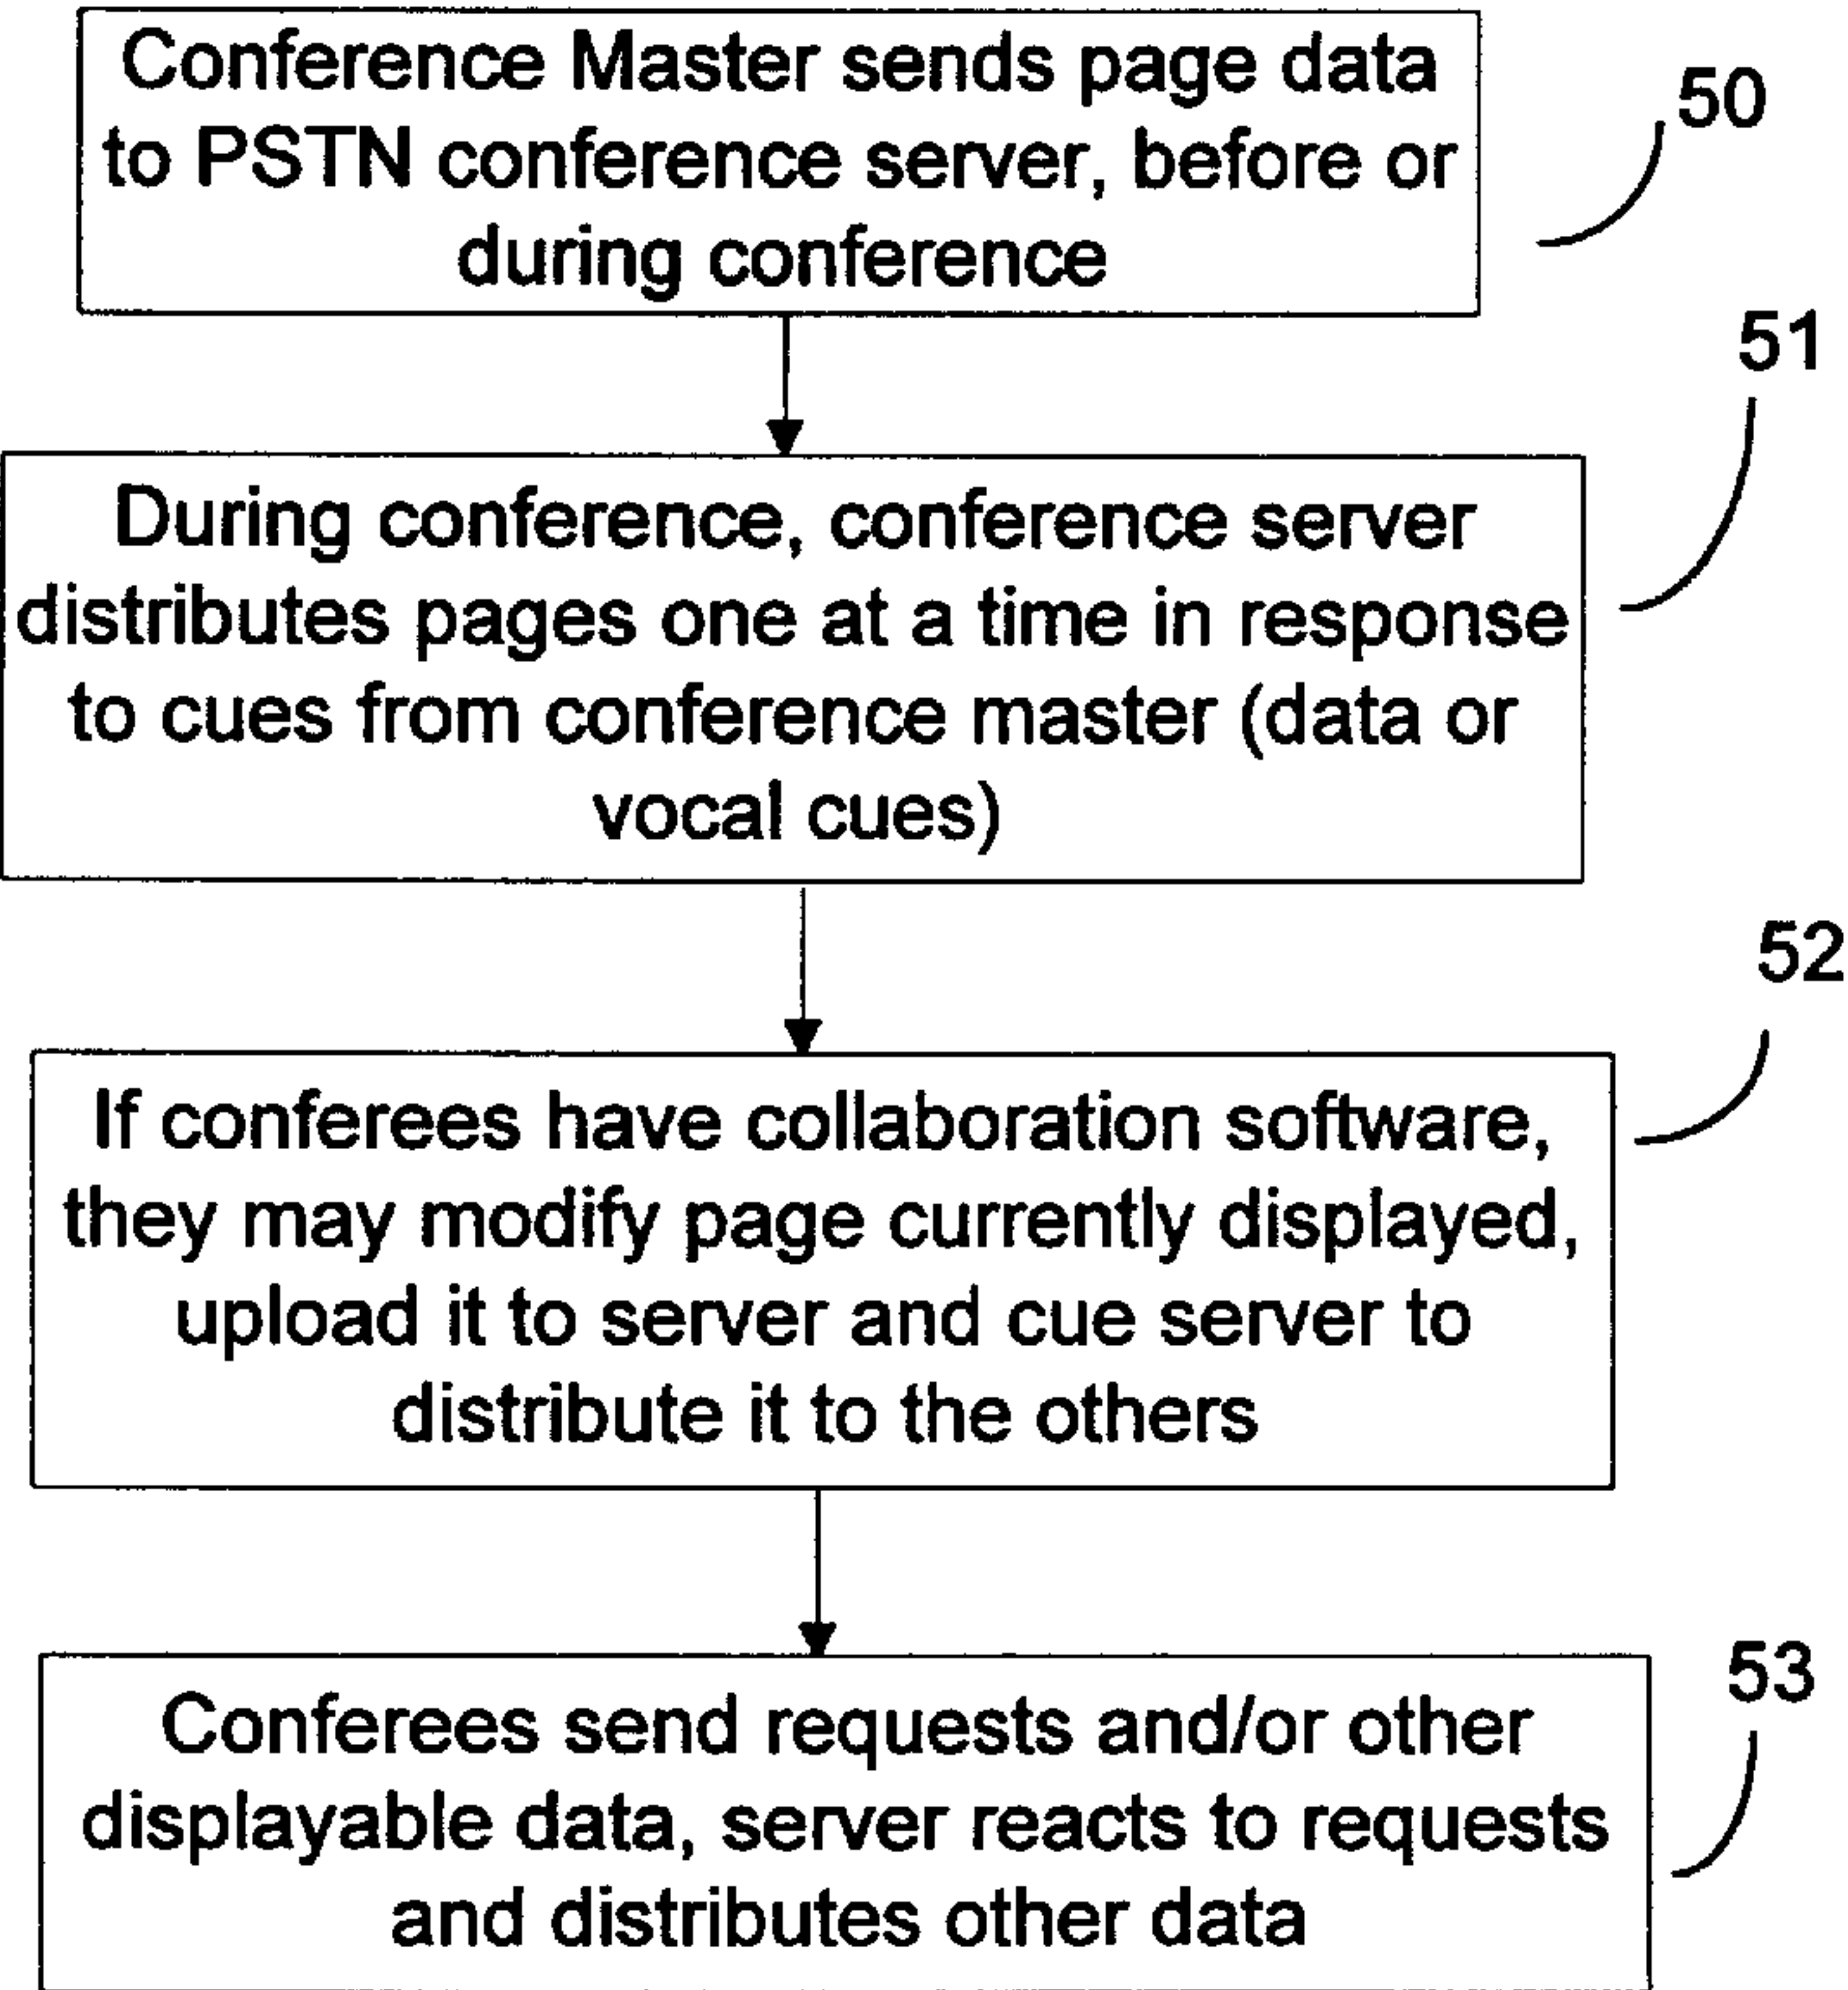 Conference Master sends page data
to PSTN conference server, before or
during conference
50
51
During conference, conference server
distributes pages one at a time in response
to cues from conference master (data or
vocal cues)
52
If conferees have collaboration software,
they may modify page currently displayed,
upload it to server and cue server to
distribute it to the others
53
Conferees send requests and/or other
displayable data, server reacts to requests
and distributes other data